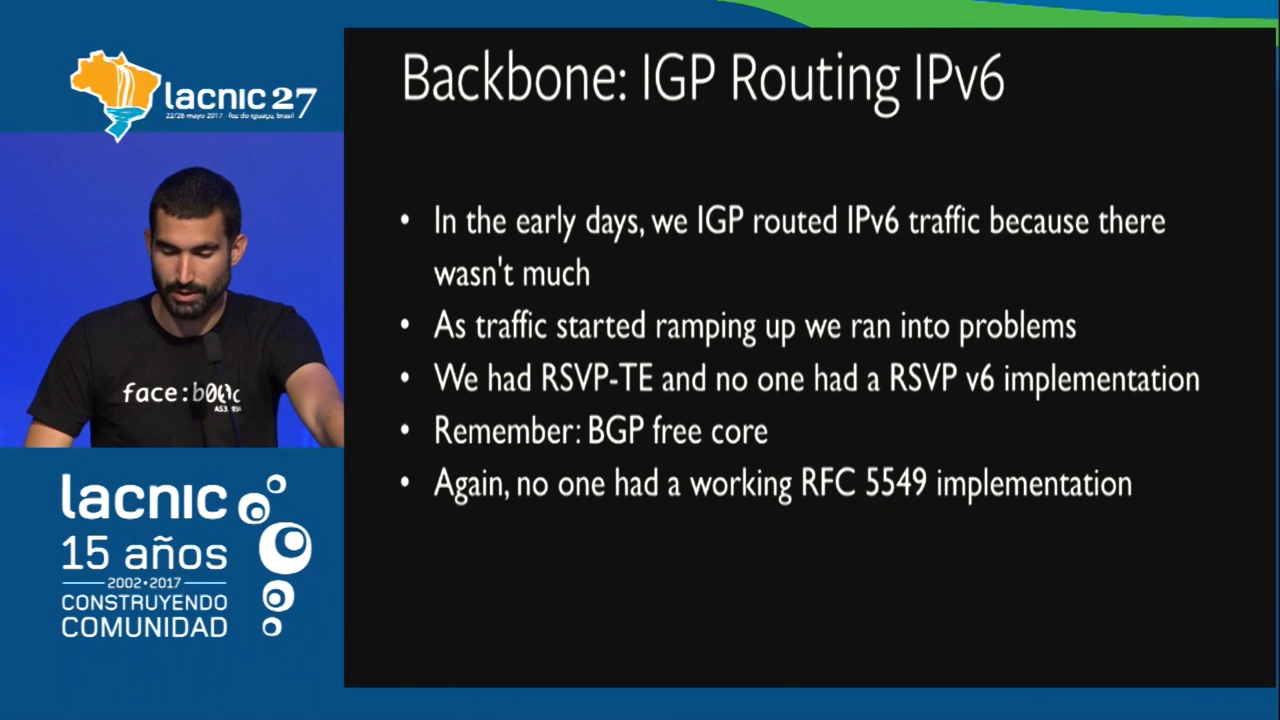 lacnic 27
22/26 mayo 2017 - foz do iguaçu, brasil
face:b00c
lacnic
15 años
2002•2017
CONSTRUYENDO
COMUNIDAD
Backbone: IGP Routing IPv6
• In the early days, we IGP routed IPv6 traffic because there
wasn't much
• As traffic started ramping up we ran into problems
• We had RSVP-TE and no one had a RSVP v6 implementation
• Remember: BGP free core
• Again, no one had a working RFC 5549 implementation